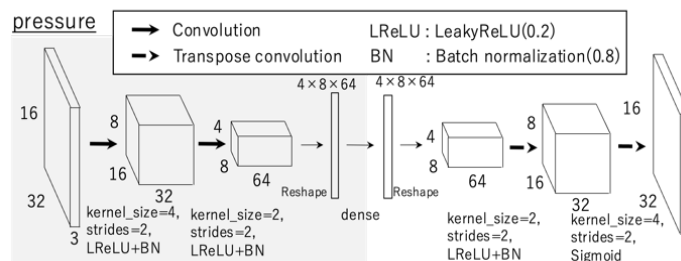 pressure
Convolution LReLU : LeakyReLU(0.2)
Transpose convolution BN : Batch normalization(0.8)
4×8×64 4×8×64
16 8 4 4 8 16
32 16 8 8 16 32
3 32 64 64 32
Reshape Reshape
dense
kernel_size=4,
strides=2,
LReLU+BN
kernel_size=2,
strides=2,
LReLU+BN
kernel_size=2,
strides=2,
LReLU+BN
kernel_size=4,
strides=2,
Sigmoid